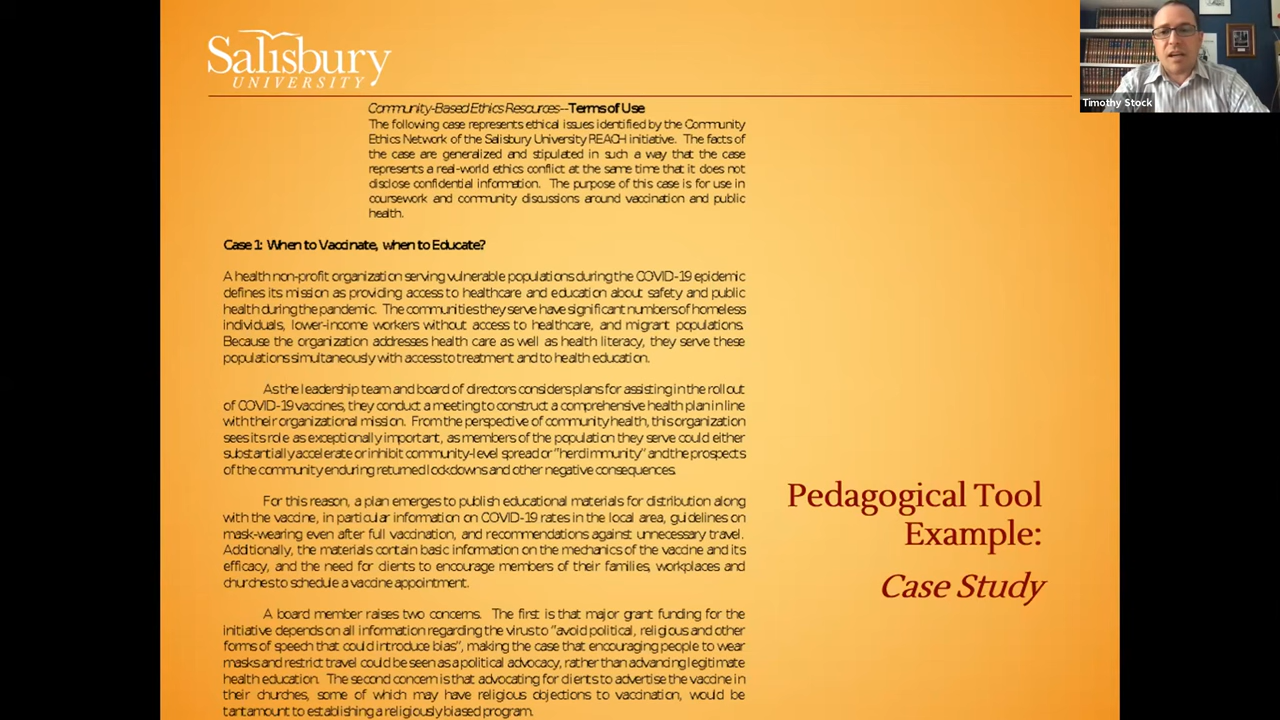 Salisbury
UNIVERSITY
Timothy Stock
Community-Based Ethics Resources--Terms of Use
The following case represents ethical issues identified by the Community
Ethics Network of the Salisbury University REACH initiative. The facts of
the case are generalized and stipulated in such a way that the case
represents a real-world ethics conflict at the same time that it does not
disclose confidential information. The purpose of this case is for use in
coursework and community discussions around vaccination and public
health.
Case 1: When to Vaccinate, when to Educate?
A health non-profit organization serving vulnerable populations during the COVID-19 epidemic
defines its mission as providing access to healthcare and education about safety and public
health during the pandemic. The communities they serve have significant numbers of homeless
individuals, lower-income workers without access to healthcare, and migrant populations.
Because the organization addresses health care as well as health literacy, they serve these
populations simultaneously with access to treatment and to health education.
As the leadership team and board of directors considers plans for assisting in the roll out
of COVID-19 vaccines, they conduct a meeting to construct a comprehensive health plan in line
with their organizational mission. From the perspective of community health, this organization
sees its role as exceptionally important, as members of the population they serve could either
substantially accelerate or inhibit community-level spread or "herd immunity" and the prospects
of the community enduring returned lockdowns and other negative consequences.
For this reason, a plan emerges to publish educational materials for distribution along
with the vaccine, in particular information on COVID-19 rates in the local area, guidelines on
mask-wearing even after full vaccination, and recommendations against unnecessary travel.
Additionally, the materials contain basic information on the mechanics of the vaccine and its
efficacy, and the need for clients to encourage members of their families, workplaces and
churches to schedule a vaccine appointment.
A board member raises two concerns. The first is that major grant funding for the
initiative depends on all information regarding the virus to "avoid political, religious and other
forms of speech that could introduce bias", making the case that encouraging people to wear
masks and restrict travel could be seen as a political advocacy, rather than advancing legitimate
health education. The second concern is that advocating for clients to advertise the vaccine in
their churches, some of which may have religious objections to vaccination, would be
tantamount to establishing a religiously biased program.
Pedagogical Tool
Example:
Case Study